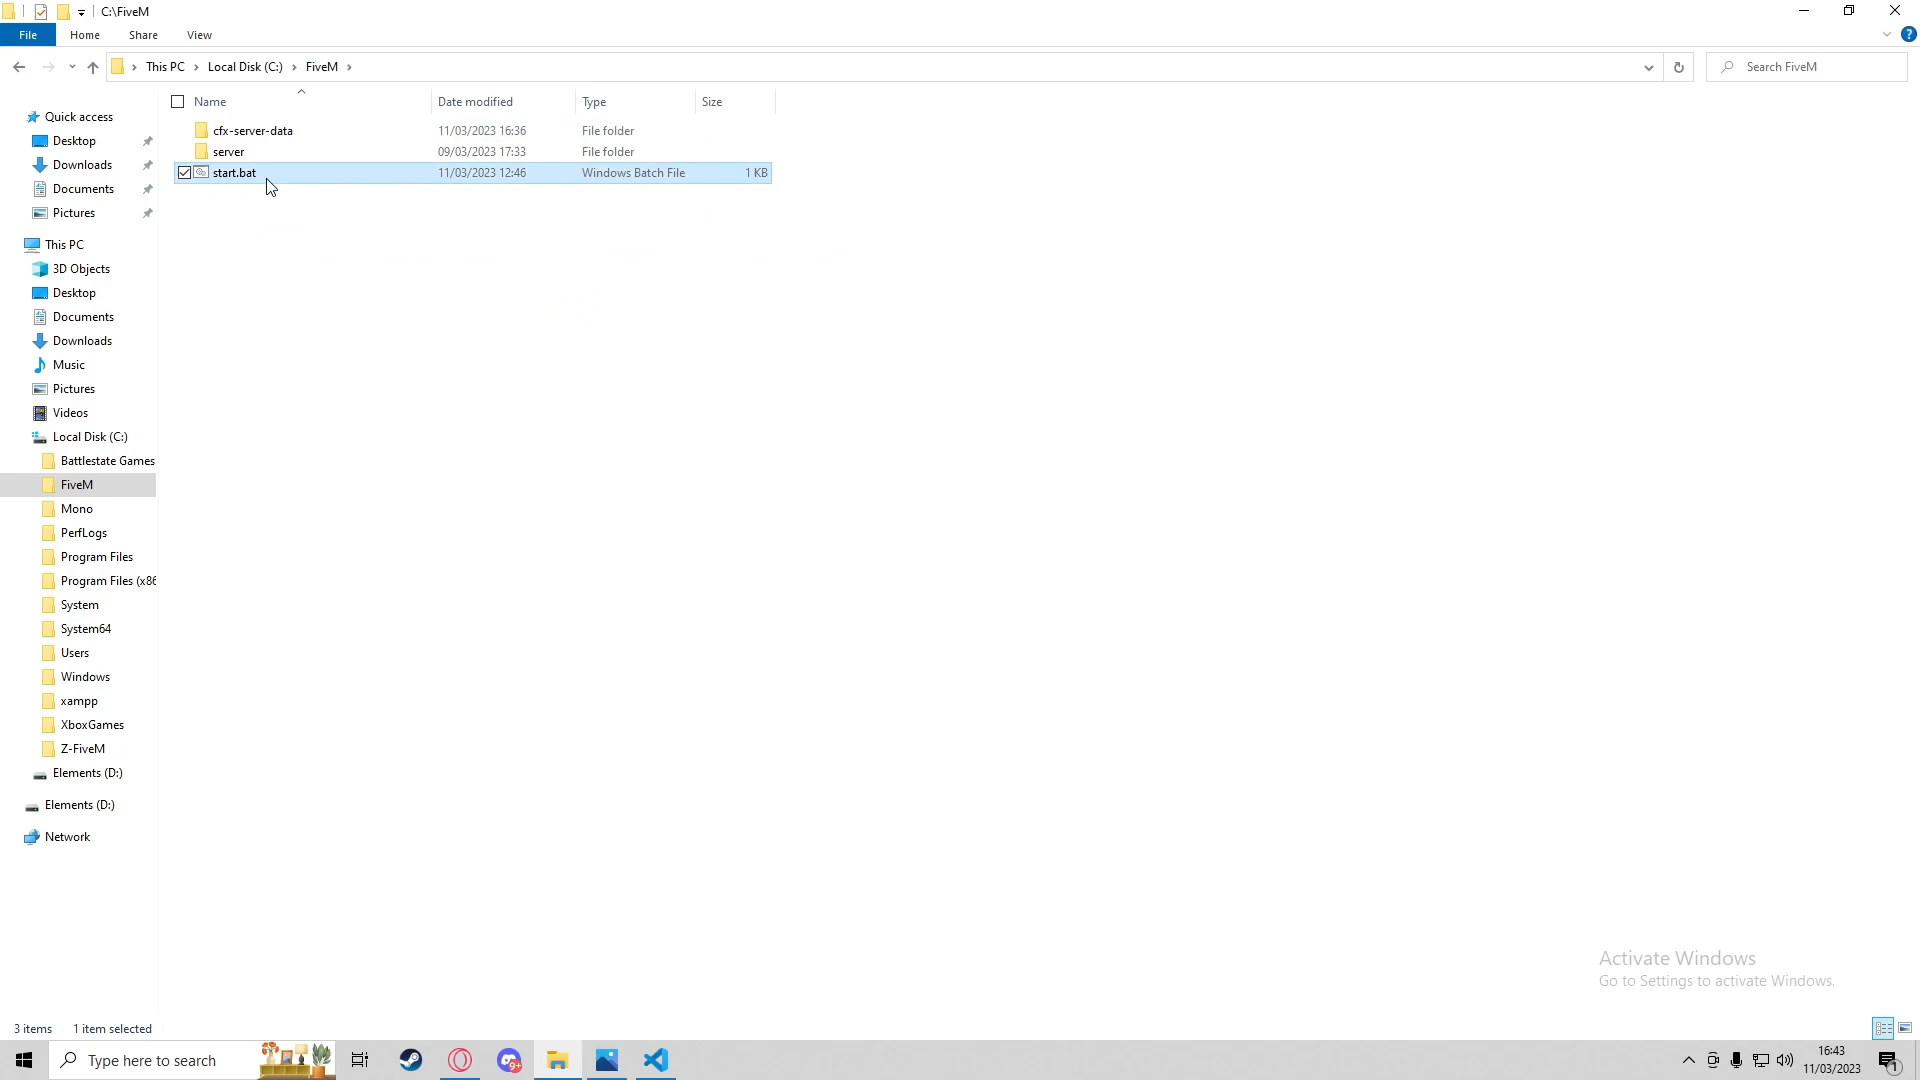 C:\FiveM
File Home Share View
This PC Local Disk (C:) FiveM
Search FiveM
Name Date modified Type Size
cfx-server-data 11/03/2023 16:36 File folder
server 09/03/2023 17:33 File folder
start.bat 11/03/2023 12:46 Windows Batch File 1 KB
Quick access
Desktop
Downloads
Documents
Pictures
This PC
3D Objects
Desktop
Documents
Downloads
Music
Pictures
Videos
Local Disk (C:)
Battlestate Games
FiveM
Mono
PerfLogs
Program Files
Program Files (x86
System
System64
Users
Windows
xampp
XboxGames
Z-FiveM
Elements (D:)
Elements (D:)
Network
Activate Windows
Go to Settings to activate Windows.
3 items 1 item selected
Type here to search
9+
16:43
11/03/2023
1